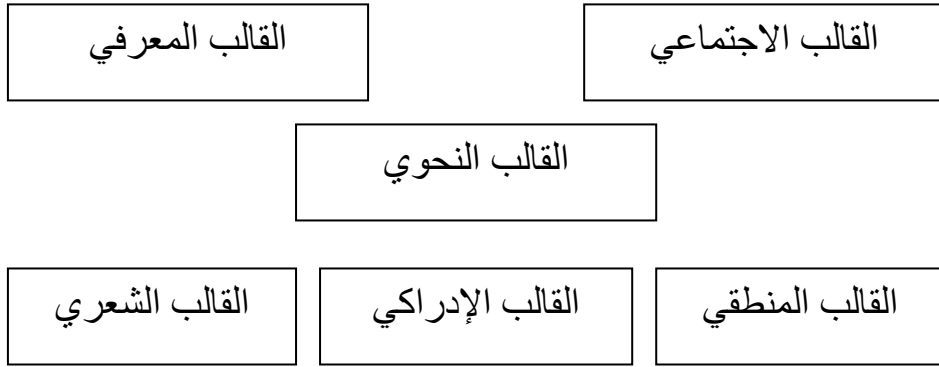 القالب الاجتماعي
القالب المعرفي
القالب النحوي
القالب المنطقي
القالب الإدراكي
القالب الشعري